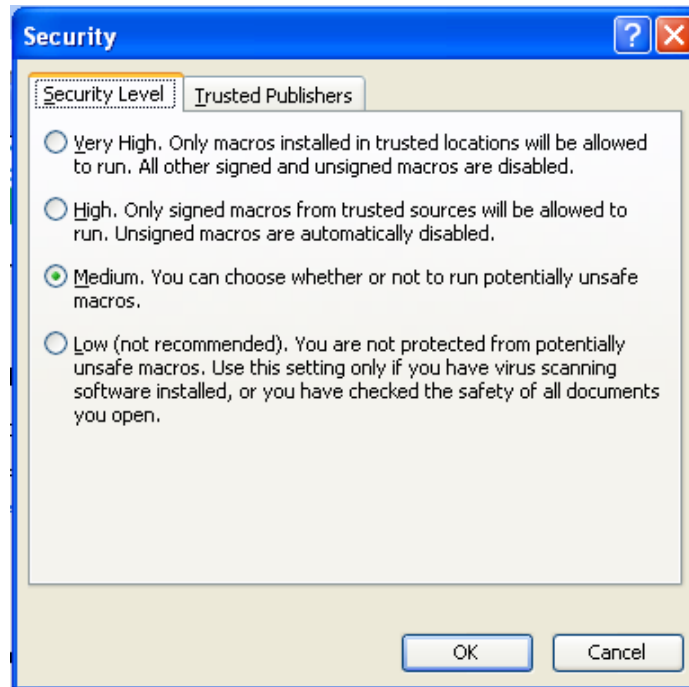 Security
Security Level
Trusted Publishers
Very High. Only macros installed in trusted locations will be allowed
to run. All other signed and unsigned macros are disabled.
High. Only signed macros from trusted sources will be allowed to
run. Unsigned macros are automatically disabled.
Medium. You can choose whether or not to run potentially unsafe
macros.
Low (not recommended). You are not protected from potentially
unsafe macros. Use this setting only if you have virus scanning
software installed, or you have checked the safety of all documents
you open.
OK
Cancel